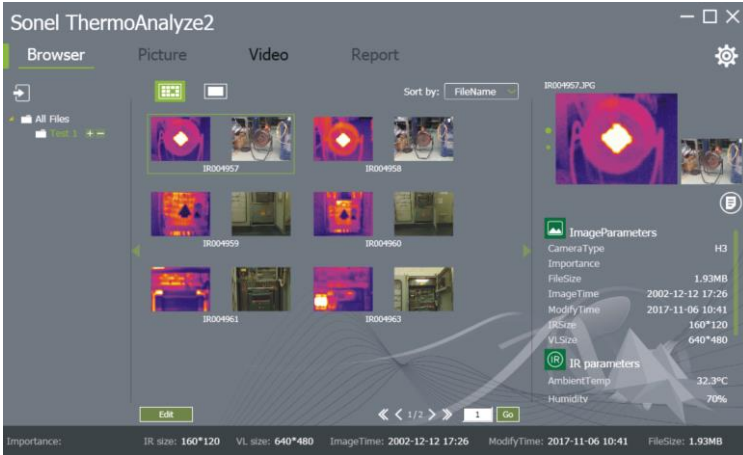 Sonel ThermoAnalyze2
Browser Picture Video Report
Sort by: FileName
All Files
Test 1
IR004957
IR004958
IR004959
IR004960
IR004961
IR004963
Edit
1/2 1 Go
IR004957.JPG
ImageParameters
CameraType H3
Importance
FileSize 1.93MB
ImageTime 2002-12-12 17:26
ModifyTime 2017-11-06 10:41
IRSize 160*120
VLSize 640*480
IR IR parameters
AmbientTemp 32.3ºC
Humidity 70%
Importance: IR size: 160*120 VL size: 640*480 ImageTime: 2002-12-12 17:26 ModifyTime: 2017-11-06 10:41 FileSize: 1.93MB